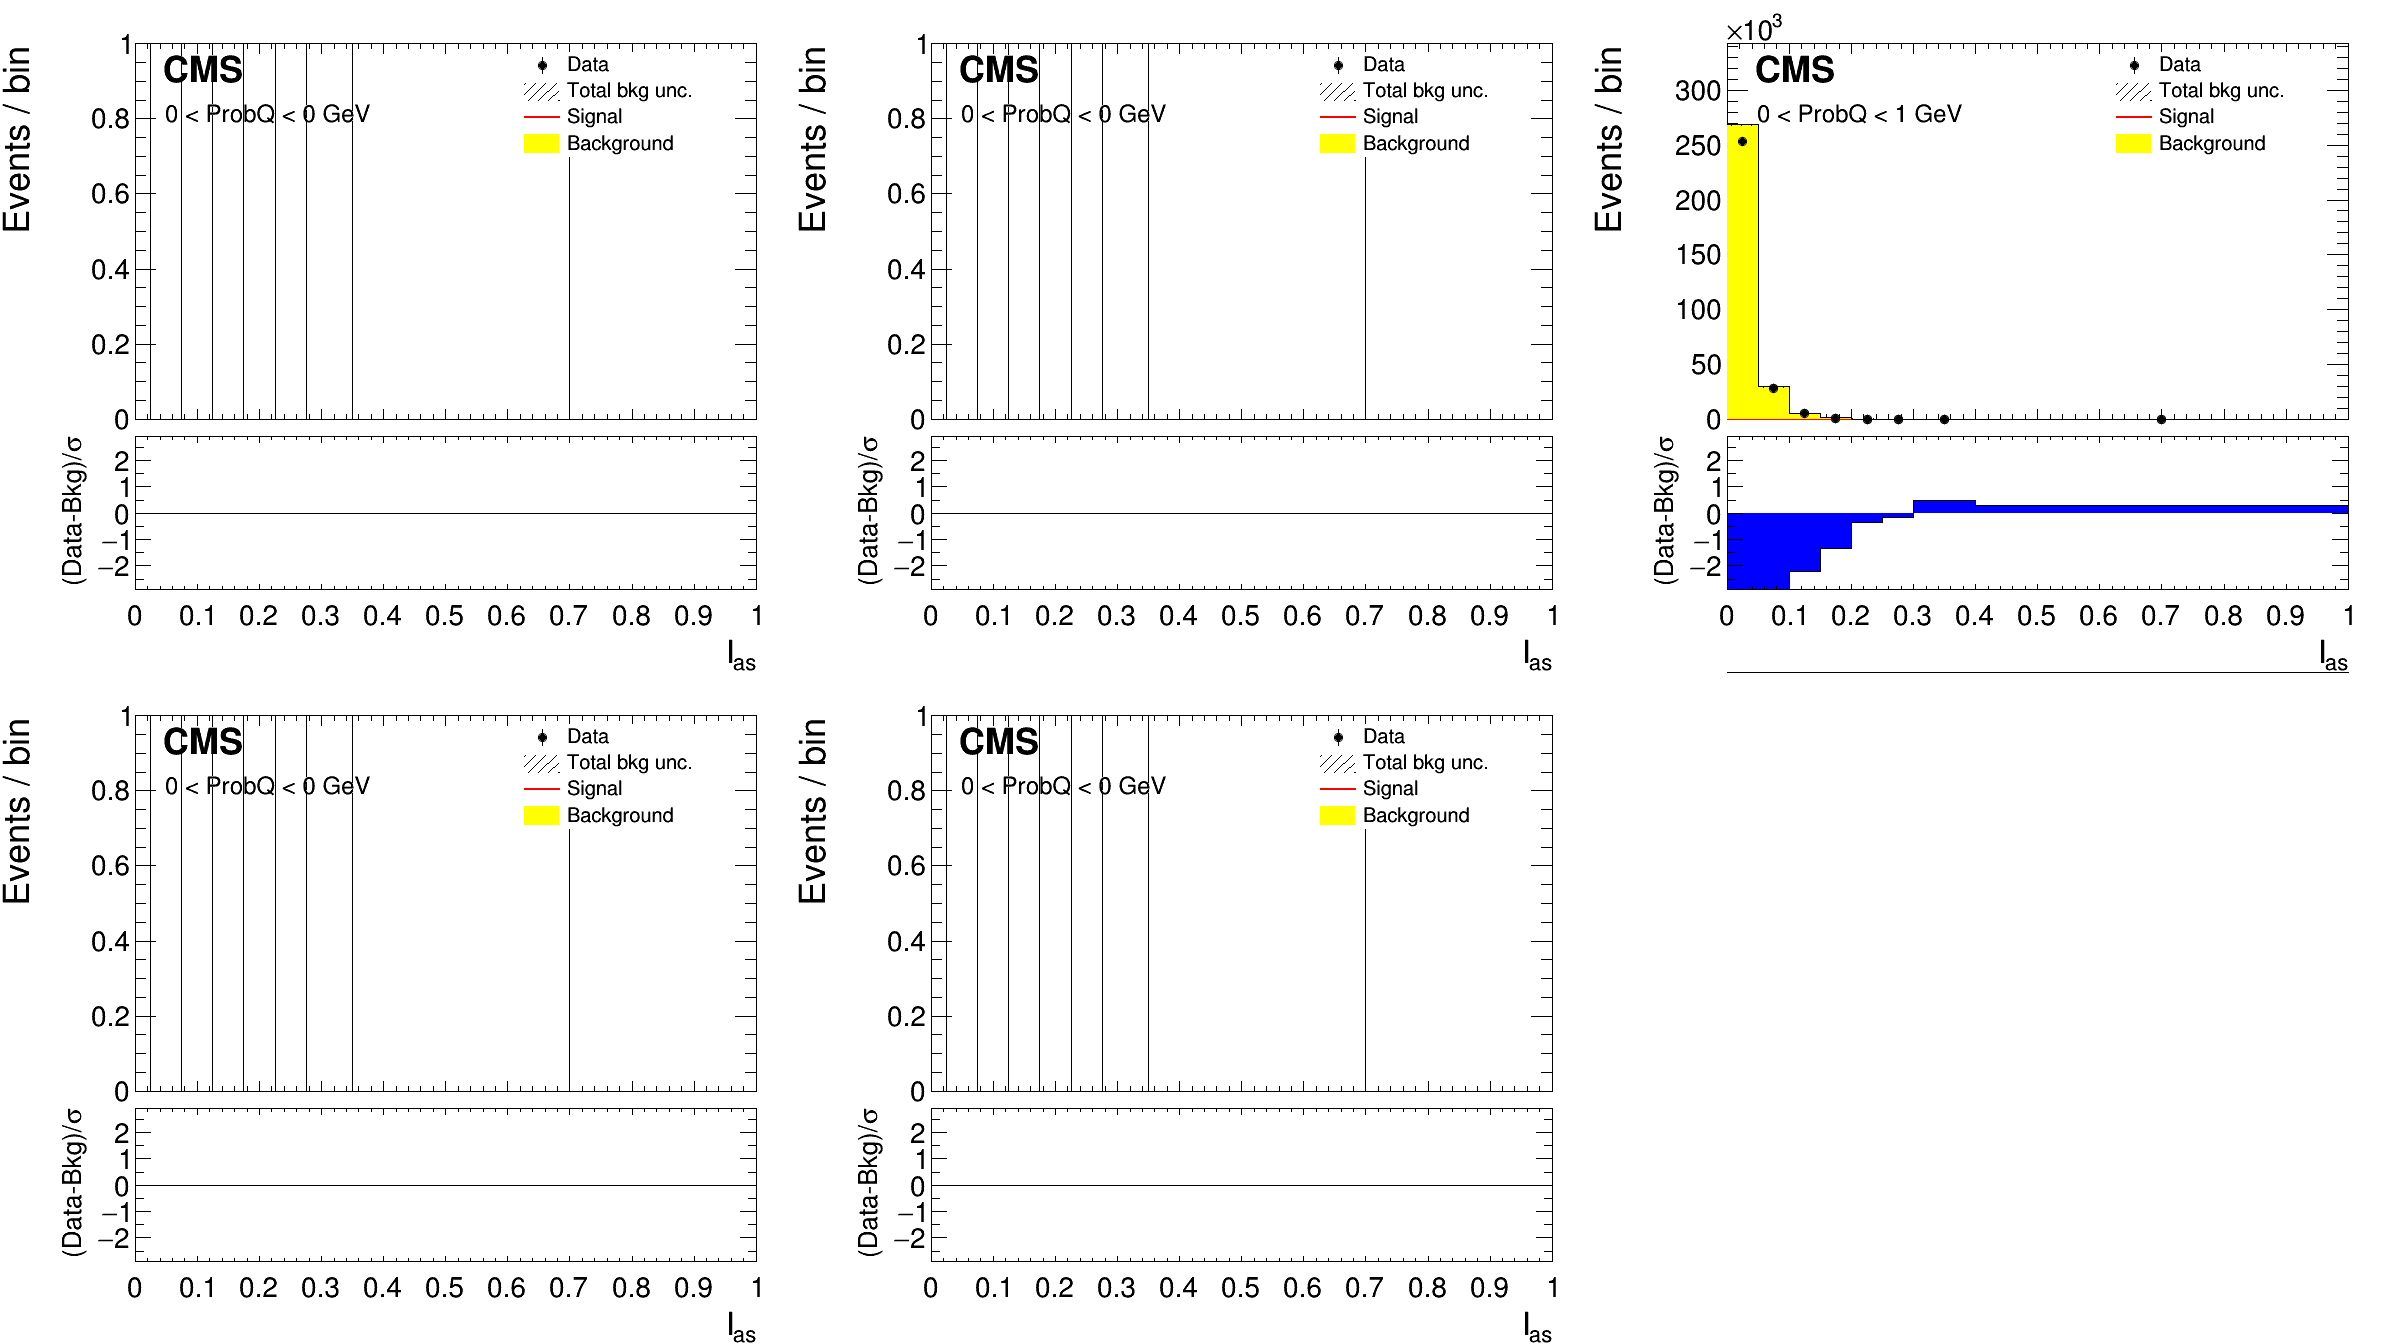 Events / bin
CMS
0 < ProbQ < 0 GeV
Data
Total bkg unc.
Signal
Background
1
0.8
0.6
0.4
0.2
0
(Data-Bkg)/σ
2
1
0
−1
−2
0 0.1 0.2 0.3 0.4 0.5 0.6 0.7 0.8 0.9 1
Ias
Events / bin
CMS
0 < ProbQ < 0 GeV
Data
Total bkg unc.
Signal
Background
1
0.8
0.6
0.4
0.2
0
(Data-Bkg)/σ
2
1
0
−1
−2
0 0.1 0.2 0.3 0.4 0.5 0.6 0.7 0.8 0.9 1
Ias
×10³
Events / bin
CMS
0 < ProbQ < 1 GeV
Data
Total bkg unc.
Signal
Background
300
250
200
150
100
50
0
(Data-Bkg)/σ
2
1
0
−1
−2
0 0.1 0.2 0.3 0.4 0.5 0.6 0.7 0.8 0.9 1
Ias
Events / bin
CMS
0 < ProbQ < 0 GeV
Data
Total bkg unc.
Signal
Background
1
0.8
0.6
0.4
0.2
0
(Data-Bkg)/σ
2
1
0
−1
−2
0 0.1 0.2 0.3 0.4 0.5 0.6 0.7 0.8 0.9 1
Ias
Events / bin
CMS
0 < ProbQ < 0 GeV
Data
Total bkg unc.
Signal
Background
1
0.8
0.6
0.4
0.2
0
(Data-Bkg)/σ
2
1
0
−1
−2
0 0.1 0.2 0.3 0.4 0.5 0.6 0.7 0.8 0.9 1
Ias